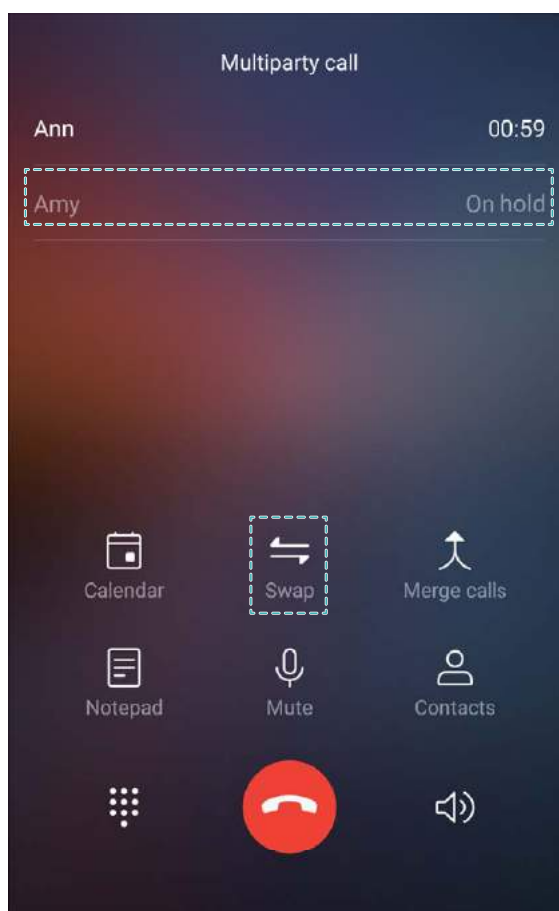 Multiparty call
Ann 00:59
Amy On hold
Calendar Swap Merge calls
Notepad Mute Contacts